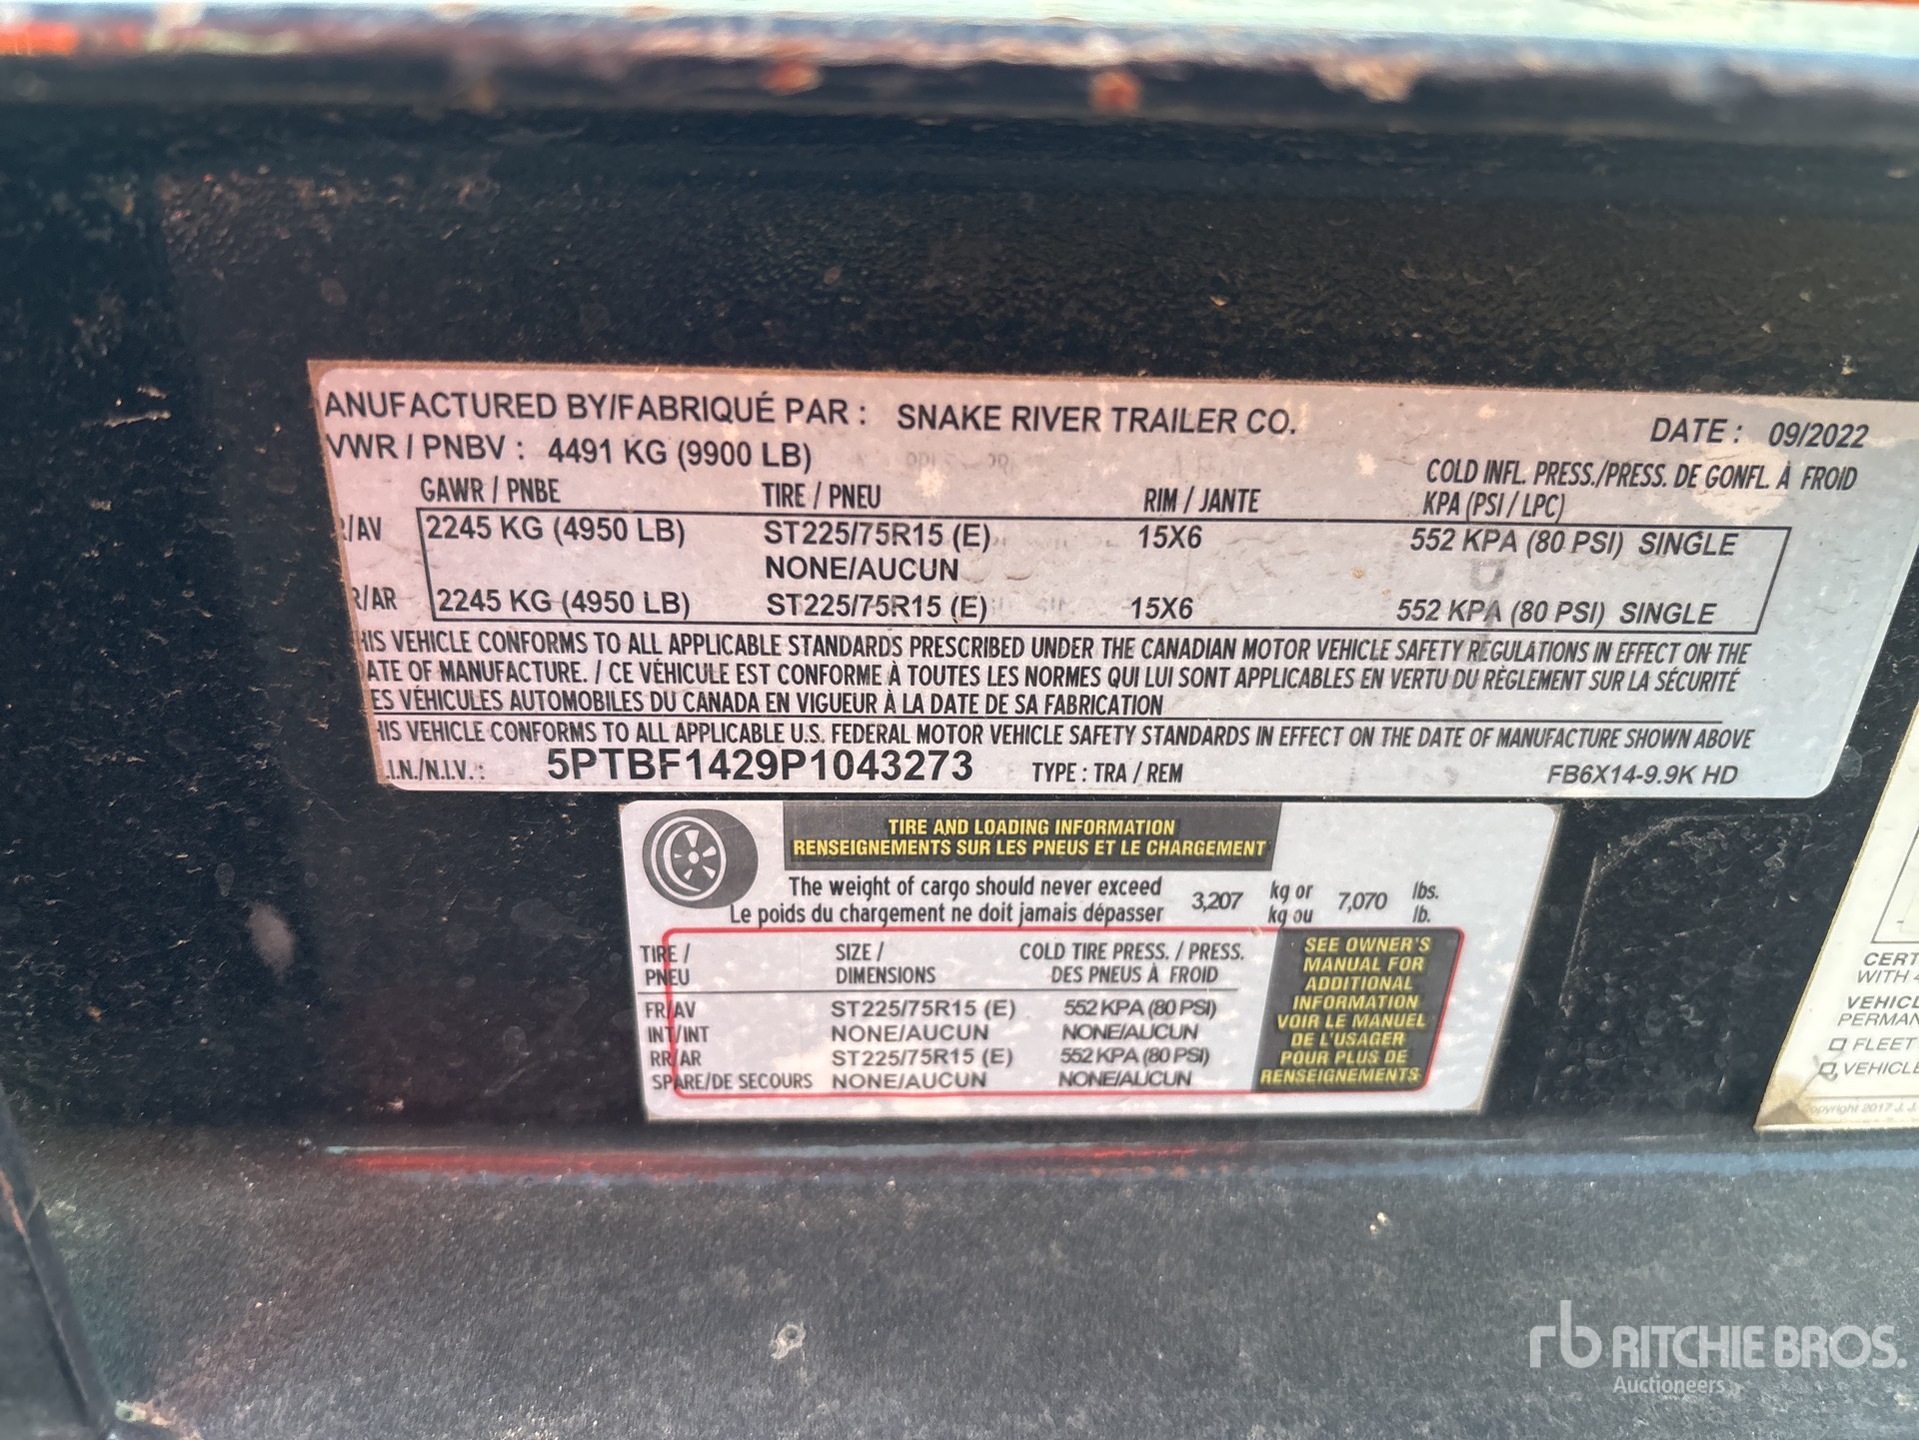 ANUFACTURED BY/FABRIQUÉ PAR : SNAKE RIVER TRAILER CO. DATE : 09/2022
VWR / PNBV : 4491 KG (9900 LB)
GAWR / PNBE TIRE / PNEU RIM / JANTE COLD INFL. PRESS./PRESS. DE GONFL. À FROID
KPA (PSI / LPC)
R/AV 2245 KG (4950 LB) ST225/75R15 (E) 15X6 552 KPA (80 PSI) SINGLE
NONE/AUCUN
R/AR 2245 KG (4950 LB) ST225/75R15 (E) 15X6 552 KPA (80 PSI) SINGLE
HIS VEHICLE CONFORMS TO ALL APPLICABLE STANDARDS PRESCRIBED UNDER THE CANADIAN MOTOR VEHICLE SAFETY REGULATIONS IN EFFECT ON THE
ATE OF MANUFACTURE. / CE VÉHICULE EST CONFORME À TOUTES LES NORMES QUI LUI SONT APPLICABLES EN VERTU DU RÈGLEMENT SUR LA SÉCURITÉ
ES VÉHICULES AUTOMOBILES DU CANADA EN VIGUEUR À LA DATE DE SA FABRICATION
HIS VEHICLE CONFORMS TO ALL APPLICABLE U.S. FEDERAL MOTOR VEHICLE SAFETY STANDARDS IN EFFECT ON THE DATE OF MANUFACTURE SHOWN ABOVE
.I.N./N.I.V.: 5PTBF1429P1043273 TYPE : TRA / REM FB6X14-9.9K HD
TIRE AND LOADING INFORMATION
RENSEIGNEMENTS SUR LES PNEUS ET LE CHARGEMENT
The weight of cargo should never exceed 3,207 kg or 7,070 lbs.
Le poids du chargement ne doit jamais dépasser kg ou lb.
TIRE / SIZE / COLD TIRE PRESS. / PRESS.
PNEU DIMENSIONS DES PNEUS À FROID
FR/AV ST225/75R15 (E) 552 KPA (80 PSI)
INT/INT NONE/AUCUN NONE/AUCUN
RR/AR ST225/75R15 (E) 552 KPA (80 PSI)
SPARE/DE SECOURS NONE/AUCUN NONE/AUCUN
SEE OWNER'S
MANUAL FOR
ADDITIONAL
INFORMATION
VOIR LE MANUEL
DE L'USAGER
POUR PLUS DE
RENSEIGNEMENTS
CERT
WITH 4
VEHICL
PERMAN
FLEET
VEHICLE
opyright 2017 J. J.
rb RITCHIE BROS.
Auctioneers